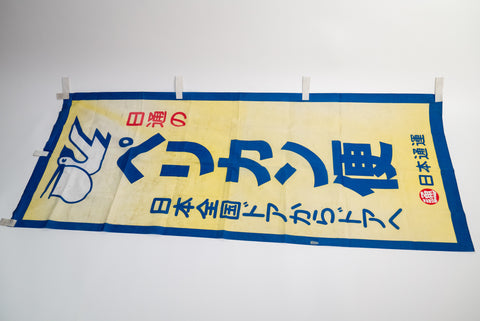 日通の
ペリカン便
日本全国ドアからドアへ
通
日本通運